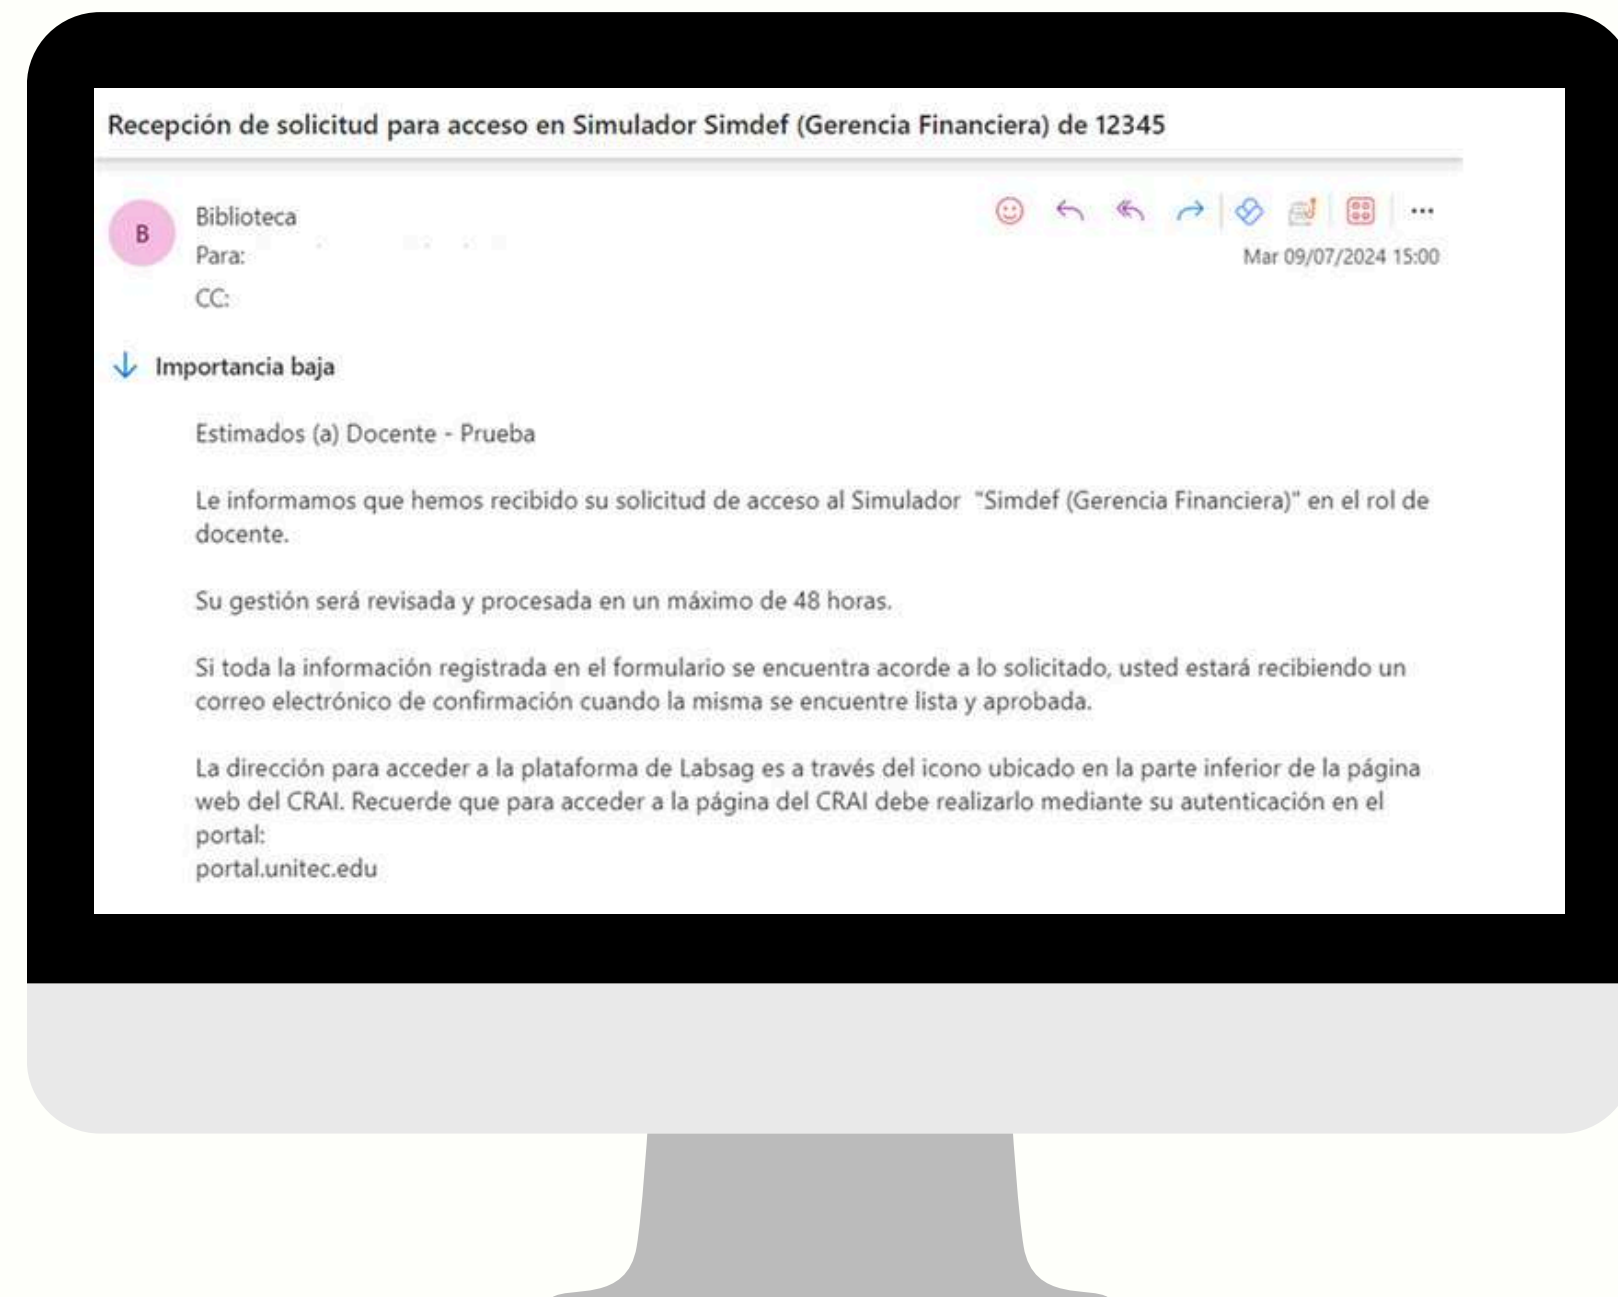 Recepción de solicitud para acceso en Simulador Simdef (Gerencia Financiera) de 12345
B
Biblioteca
Para:
CC:
Mar 09/07/2024 15:00
Importancia baja
Estimados (a) Docente - Prueba
Le informamos que hemos recibido su solicitud de acceso al Simulador "Simdef (Gerencia Financiera)" en el rol de
docente.
Su gestión será revisada y procesada en un máximo de 48 horas.
Si toda la información registrada en el formulario se encuentra acorde a lo solicitado, usted estará recibiendo un
correo electrónico de confirmación cuando la misma se encuentre lista y aprobada.
La dirección para acceder a la plataforma de Labsag es a través del icono ubicado en la parte inferior de la página
web del CRAI. Recuerde que para acceder a la página del CRAI debe realizarlo mediante su autenticación en el
portal:
portal.unitec.edu